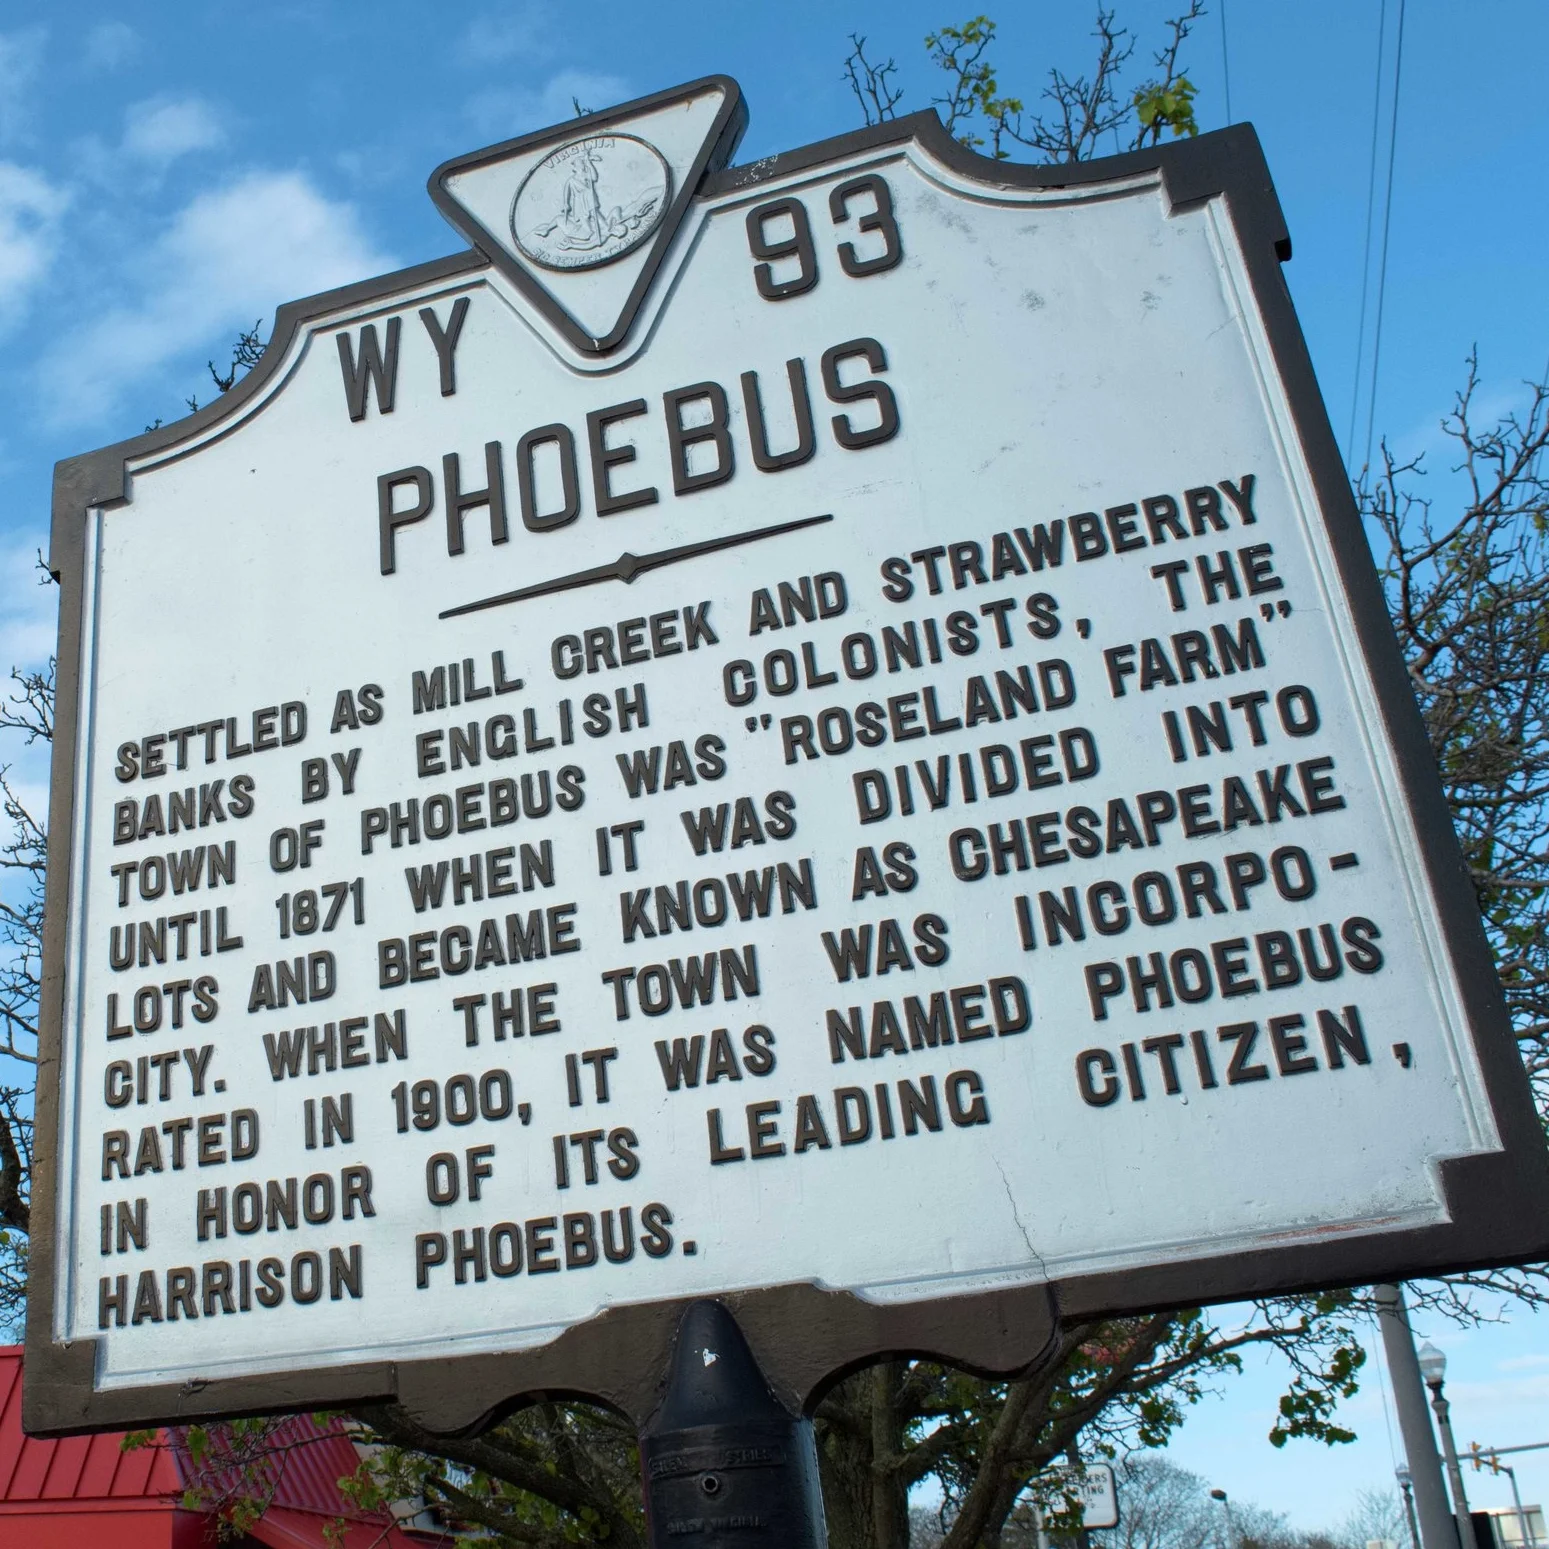 VIRGINIA
WY 93
PHOEBUS
SETTLED AS MILL CREEK AND STRAWBERRY
BANKS BY ENGLISH COLONISTS, THE
TOWN OF PHOEBUS WAS "ROSELAND FARM"
UNTIL 1871 WHEN IT WAS DIVIDED INTO
LOTS AND BECAME KNOWN AS CHESAPEAKE
CITY. WHEN THE TOWN WAS INCORPO-
RATED IN 1900, IT WAS NAMED PHOEBUS
IN HONOR OF ITS LEADING CITIZEN,
HARRISON PHOEBUS.